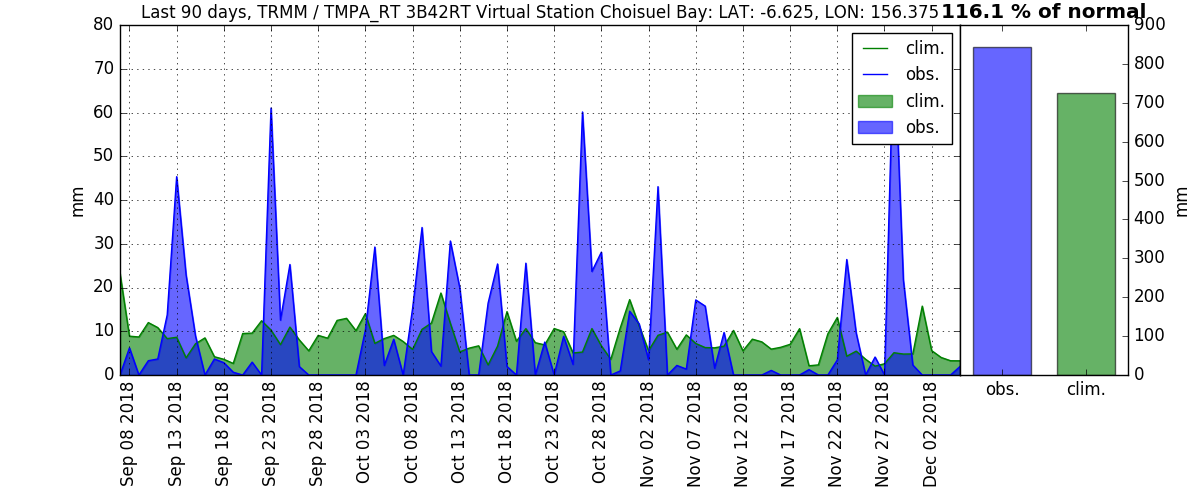 Last 90 days, TRMM / TMPA_RT 3B42RT Virtual Station Choisuel Bay: LAT: -6.625, LON: 156.375
116.1 % of normal
80
70
60
50
40
30
20
10
0
mm
clim.
obs.
clim.
obs.
900
800
700
600
500
400
300
200
100
0
mm
obs.
clim.
Sep 08 2018
Sep 13 2018
Sep 18 2018
Sep 23 2018
Sep 28 2018
Oct 03 2018
Oct 08 2018
Oct 13 2018
Oct 18 2018
Oct 23 2018
Oct 28 2018
Nov 02 2018
Nov 07 2018
Nov 12 2018
Nov 17 2018
Nov 22 2018
Nov 27 2018
Dec 02 2018